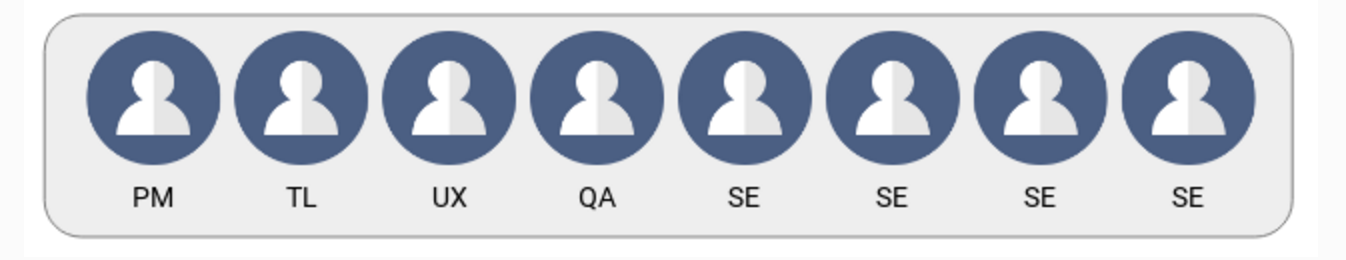 PM TL UX QA SE SE SE SE